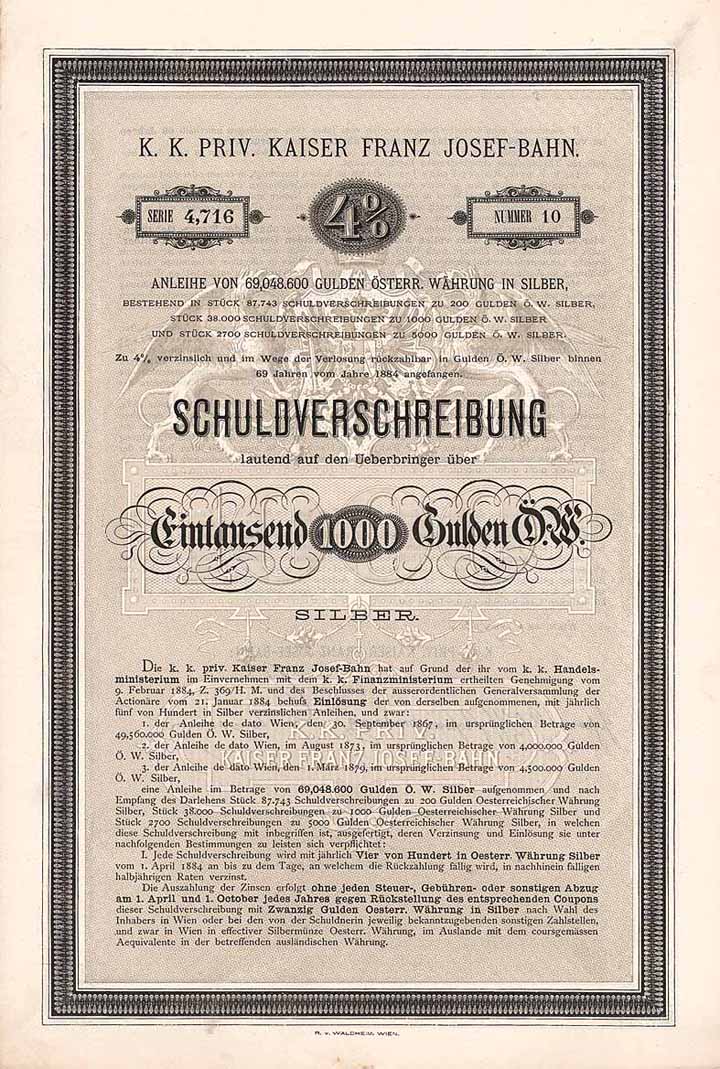 K. K. PRIV. KAISER FRANZ JOSEF-BAHN.
SERIE 4,716
4%
NUMMER 10
ANLEIHE VON 69,048.600 GULDEN ÖSTERR. WÄHRUNG IN SILBER,
BESTEHEND IN STÜCK 87.743 SCHULDVERSCHREIBUNGEN ZU 200 GULDEN Ö. W. SILBER,
STÜCK 38.000 SCHULDVERSCHREIBUNGEN ZU 1000 GULDEN Ö. W. SILBER
UND STÜCK 2700 SCHULDVERSCHREIBUNGEN ZU 5000 GULDEN Ö. W. SILBER.
Zu 4% verzinslich und im Wege der Verlosung rückzahlbar in Gulden Ö. W. Silber binnen
69 Jahren vom Jahre 1884 angefangen.
SCHULDVERSCHREIBUNG
lautend auf den Ueberbringer über
Eintausend 1000 Gulden Ö.W.
SILBER.
Die k. k. priv. Kaiser Franz Josef-Bahn hat auf Grund der ihr vom k. k. Handels-
ministerium im Einvernehmen mit dem k. k. Finanzministerium ertheilten Genehmigung vom
9. Februar 1884, Z. 369/H. M. und des Beschlusses der ausserordentlichen Generalversammlung der
Actionäre vom 21. Januar 1884 behufs Einlösung der von derselben aufgenommenen, mit jährlich
fünf von Hundert in Silber verzinslichen Anleihen, und zwar:
1. der Anleihe de dato Wien, den 30. September 1867, im ursprünglichen Betrage von
49,560.000 Gulden Ö. W. Silber,
2. der Anleihe de dato Wien, im August 1873, im ursprünglichen Betrage von 4,000.000 Gulden
Ö. W. Silber,
3. der Anleihe de dato Wien, den 1. März 1879, im ursprünglichen Betrage von 4,500.000 Gulden
Ö. W. Silber,
K. K. PRIV.
KAISER FRANZ JOSEF-BAHN
eine Anleihe im Betrage von 69,048.600 Gulden Ö. W. Silber aufgenommen und nach
Empfang des Darlehens Stück 87.743 Schuldverschreibungen zu 200 Gulden Oesterreichischer Währung
Silber, Stück 38.000 Schuldverschreibungen zu 1000 Gulden Oesterreichischer Währung Silber und
Stück 2700 Schuldverschreibungen zu 5000 Gulden Oesterreichischer Währung Silber, in welchen
diese Schuldverschreibung mit inbegriffen ist, ausgefertigt, deren Verzinsung und Einlösung sie unter
nachfolgenden Bestimmungen zu leisten sich verpflichtet:
I. Jede Schuldverschreibung wird mit jährlich Vier von Hundert in Oesterr. Währung Silber
vom 1. April 1884 an bis zu dem Tage, an welchem die Rückzahlung fällig wird, in nachhinein fälligen
halbjährigen Raten verzinst.
Die Auszahlung der Zinsen erfolgt ohne jeden Steuer-, Gebühren- oder sonstigen Abzug
am 1. April und 1. October jedes Jahres gegen Rückstellung des entsprechenden Coupons
dieser Schuldverschreibung mit Zwanzig Gulden Oesterr. Währung in Silber nach Wahl des
Inhabers in Wien oder bei den von der Schuldnerin jeweilig bekanntzugebenden sonstigen Zahlstellen,
und zwar in Wien in effectiver Silbermünze Oesterr. Währung, im Auslande mit dem coursgemässen
Aequivalente in der betreffenden ausländischen Währung.
R. v. WALDHEIM, WIEN.